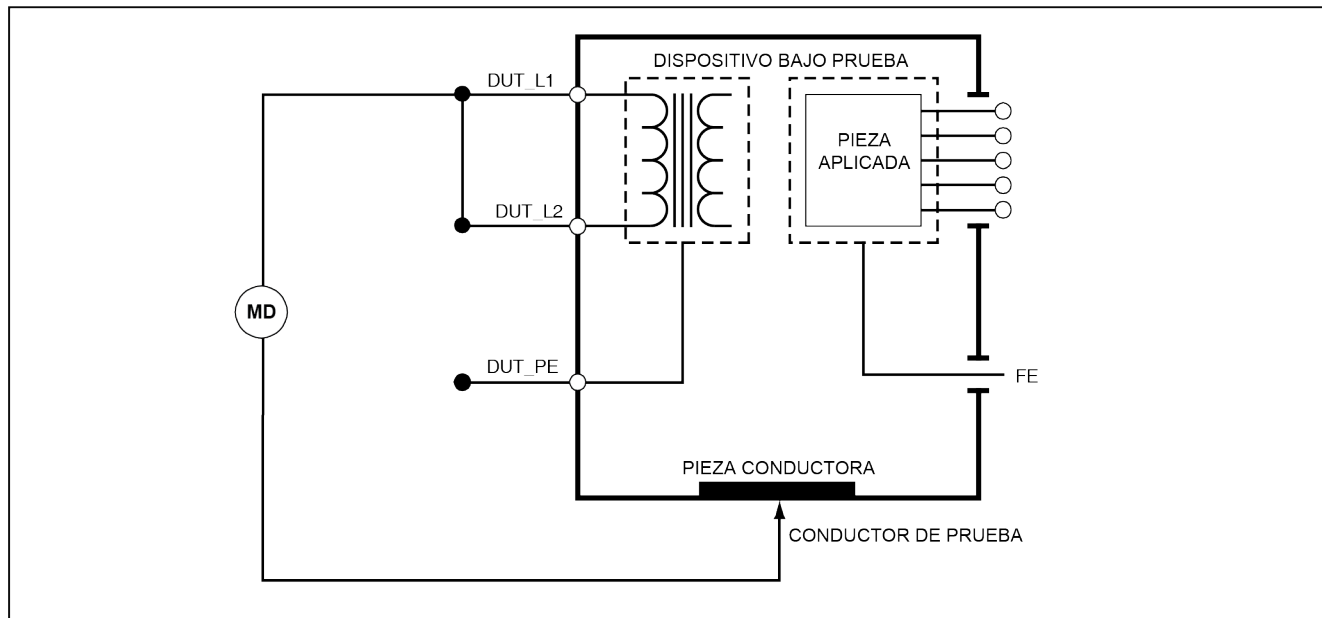 DISPOSITIVO BAJO PRUEBA
DUT_L1
PIEZA
APLICADA
DUT_L2
MD
DUT_PE
FE
PIEZA CONDUCTORA
CONDUCTOR DE PRUEBA